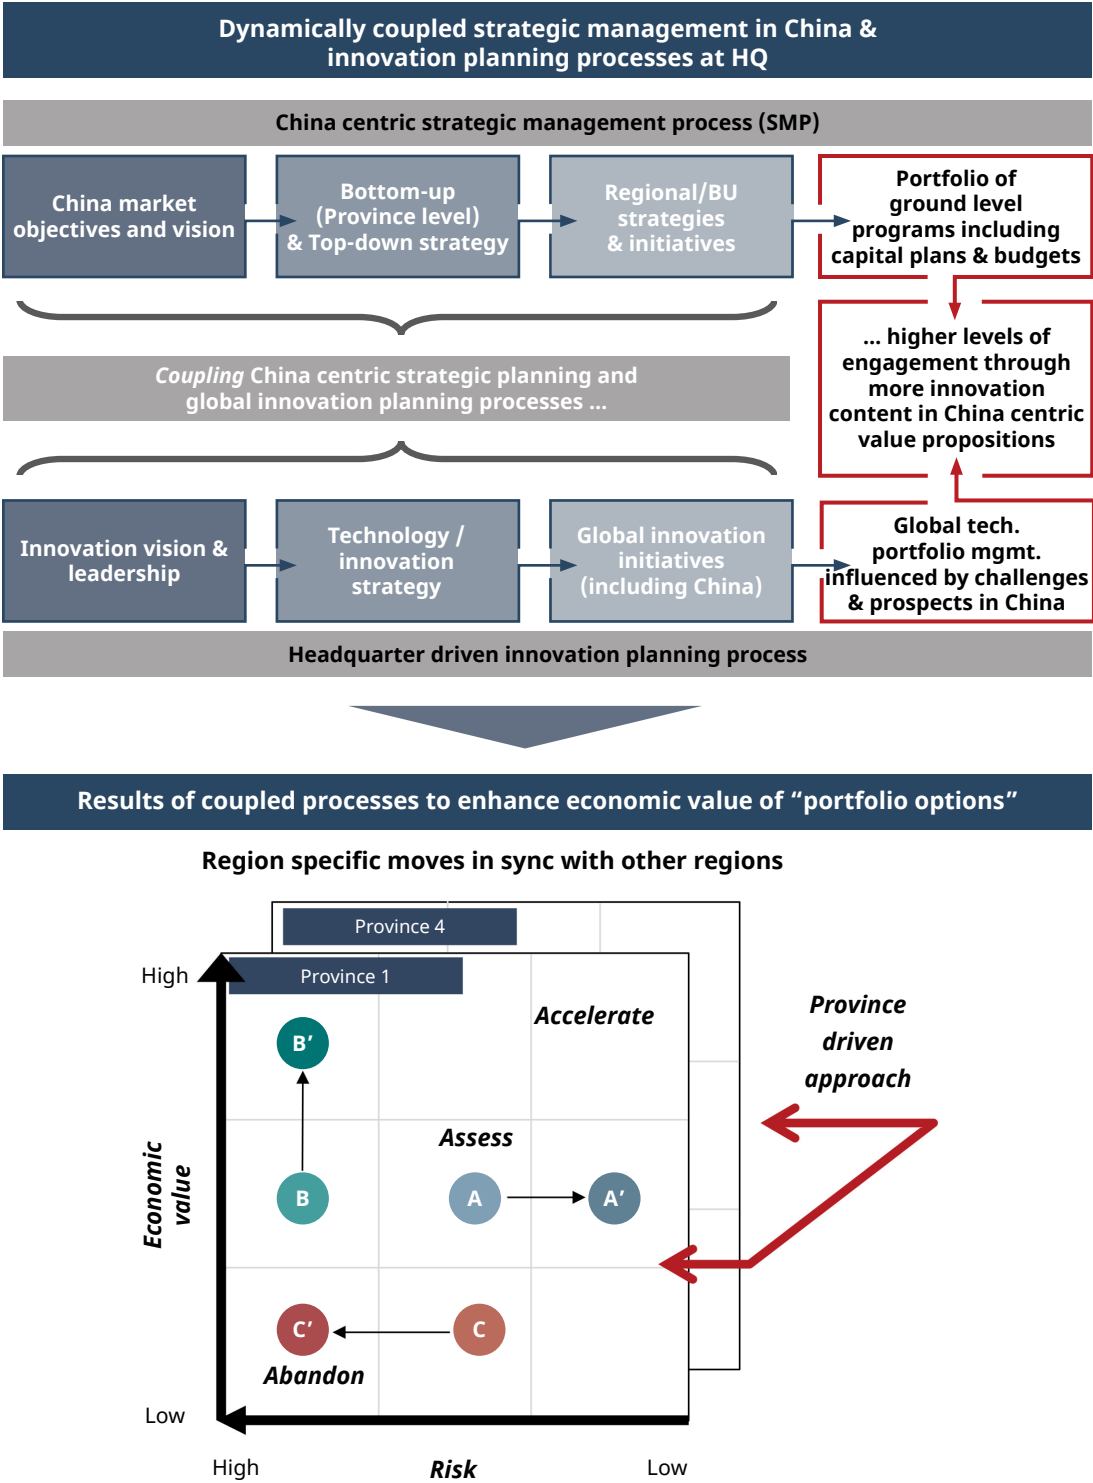 Dynamically coupled strategic management in China &
innovation planning processes at HQ
China centric strategic management process (SMP)
China market
objectives and vision
Bottom-up
(Province level)
& Top-down strategy
Regional/BU
strategies
& initiatives
Portfolio of
ground level
programs including
capital plans & budgets
Coupling China centric strategic planning and
global innovation planning processes ...
... higher levels of
engagement through
more innovation
content in China centric
value propositions
Innovation vision &
leadership
Technology /
innovation
strategy
Global innovation
initiatives
(including China)
Global tech.
portfolio mgmt.
influenced by challenges
& prospects in China
Headquarter driven innovation planning process
Results of coupled processes to enhance economic value of “portfolio options”
Region specific moves in sync with other regions
Province 4
Province 1
High
Accelerate
Province
driven
approach
B’
Assess
Economic
value
B
A
A’
C’
C
Abandon
Low
High
Risk
Low